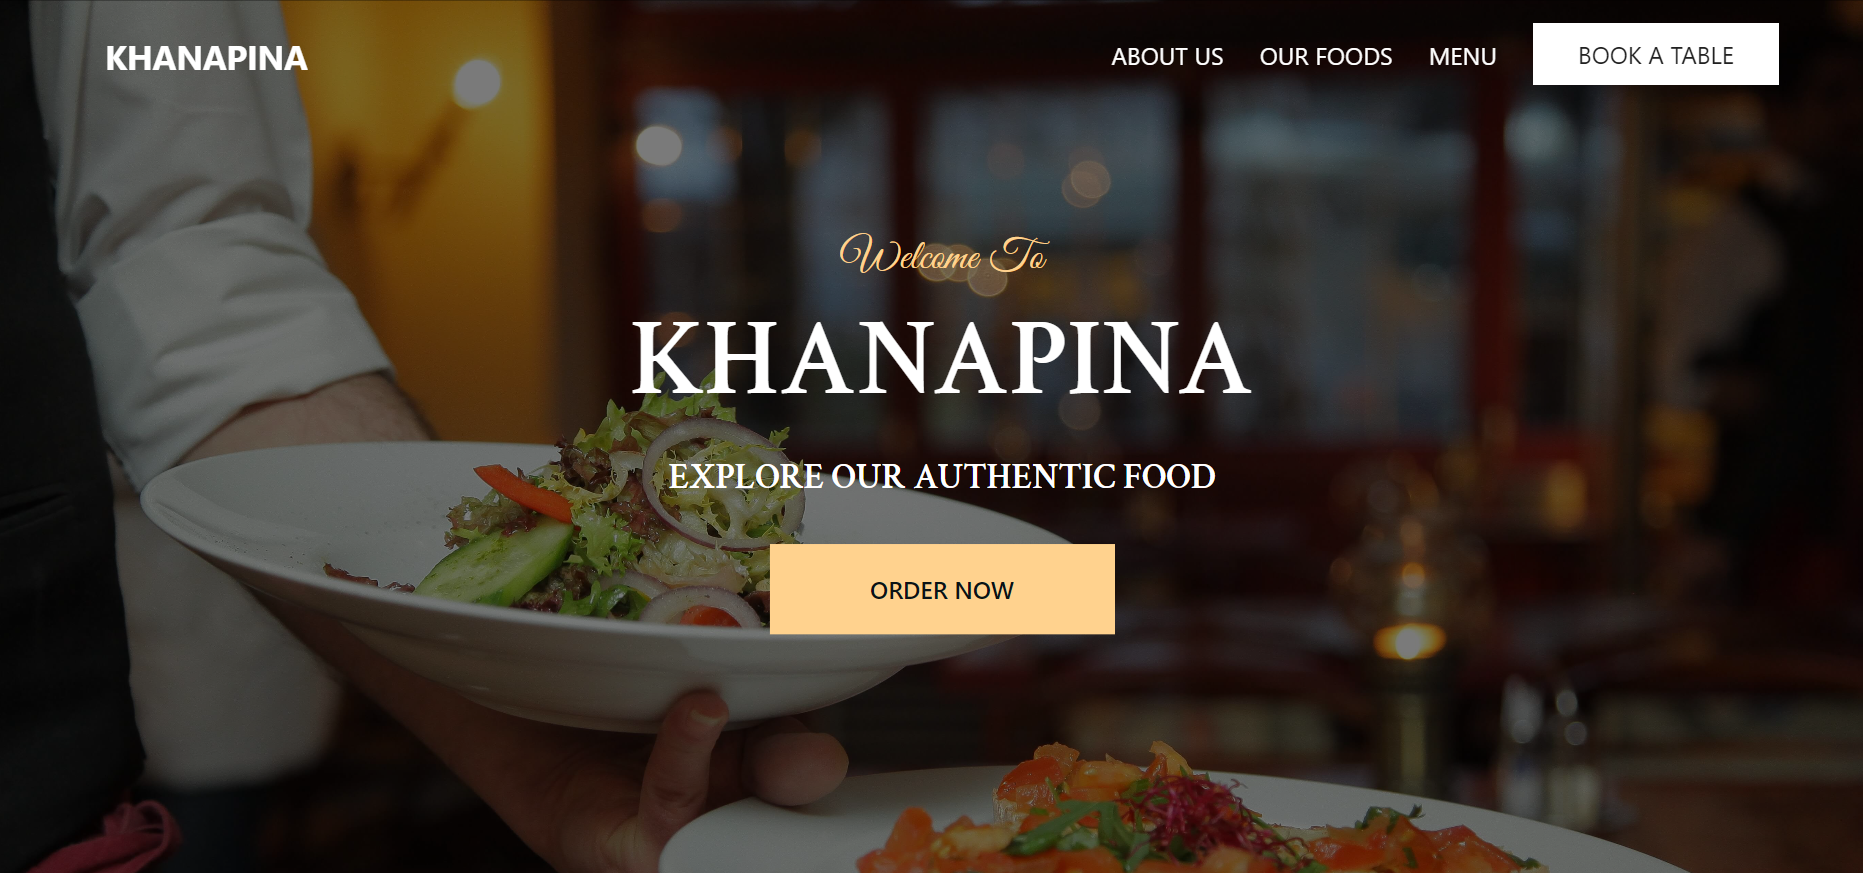 KHANAPINA
ABOUT US OUR FOODS MENU BOOK A TABLE
Welcome To
KHANAPINA
EXPLORE OUR AUTHENTIC FOOD
ORDER NOW